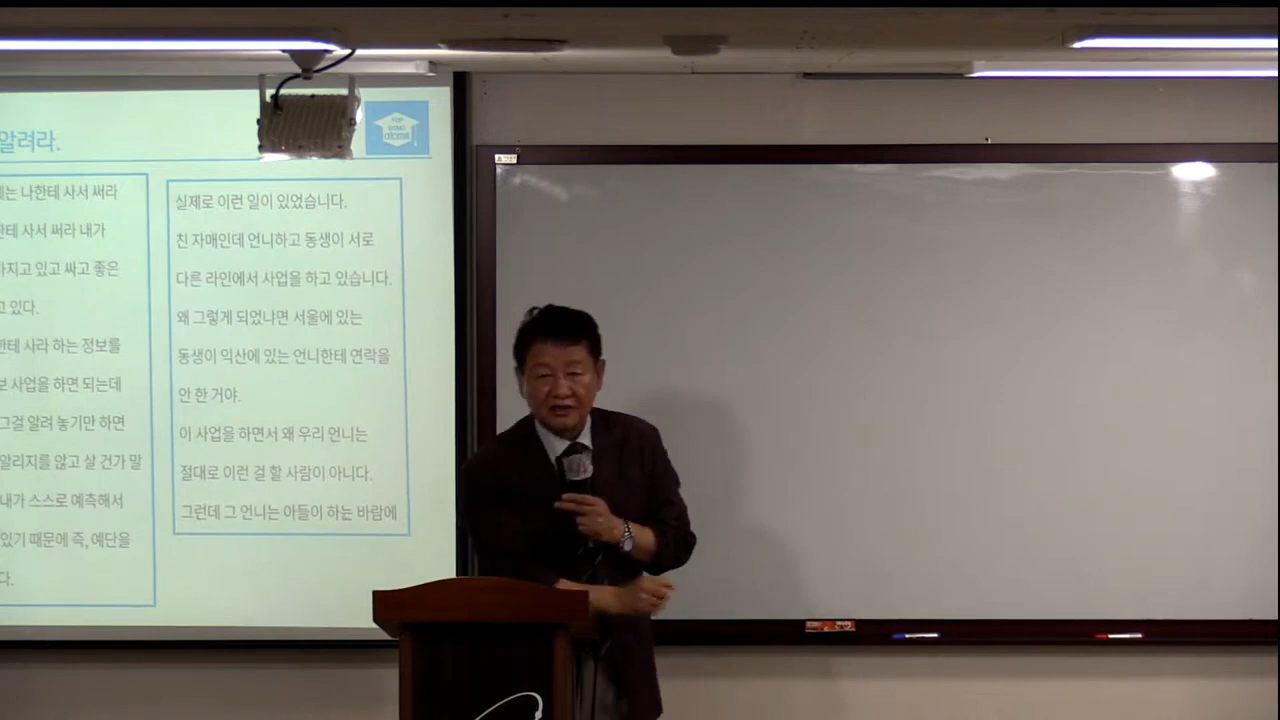 알려라.
TOP
atomi
나한테 사서 써라
사서 써라 내가
있고 싸고 좋은
있다.
사라 하는 정보를
사업을 하면 되는데
그걸 알려 놓기만 하면
알리지를 않고 살 건가 말
내가 스스로 예측해서
있기 때문에 즉, 예단을
실제로 이런 일이 있었습니다.
친 자매인데 언니하고 동생이 서로
다른 라인에서 사업을 하고 있습니다.
왜 그렇게 되었냐면 서울에 있는
동생이 익산에 있는 언니한테 연락을
안 한 거야.
이 사업을 하면서 왜 우리 언니는
절대로 이런 걸 할 사람이 아니다.
그런데 그 언니는 아들이 하는 바람에